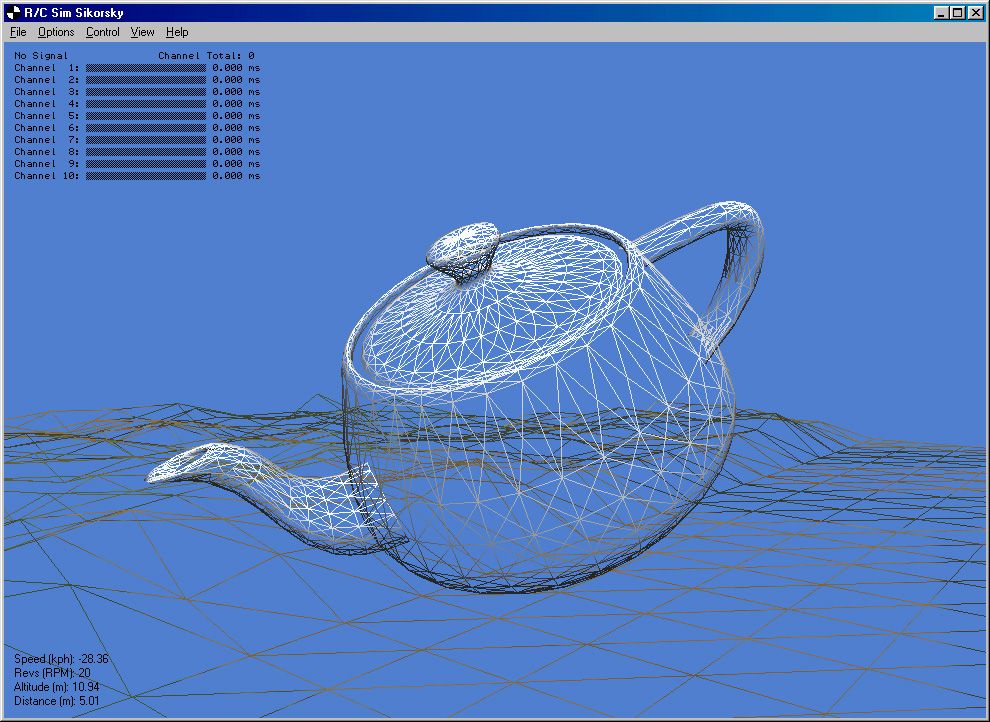 R/C Sim Sikorsky
File Options Control View Help
No Signal Channel Total: 0
Channel 1: 0.000 ms
Channel 2: 0.000 ms
Channel 3: 0.000 ms
Channel 4: 0.000 ms
Channel 5: 0.000 ms
Channel 6: 0.000 ms
Channel 7: 0.000 ms
Channel 8: 0.000 ms
Channel 9: 0.000 ms
Channel 10: 0.000 ms
Speed (kph): -28.36
Revs (RPM): 20
Altitude (m): 10.94
Distance (m): 5.01